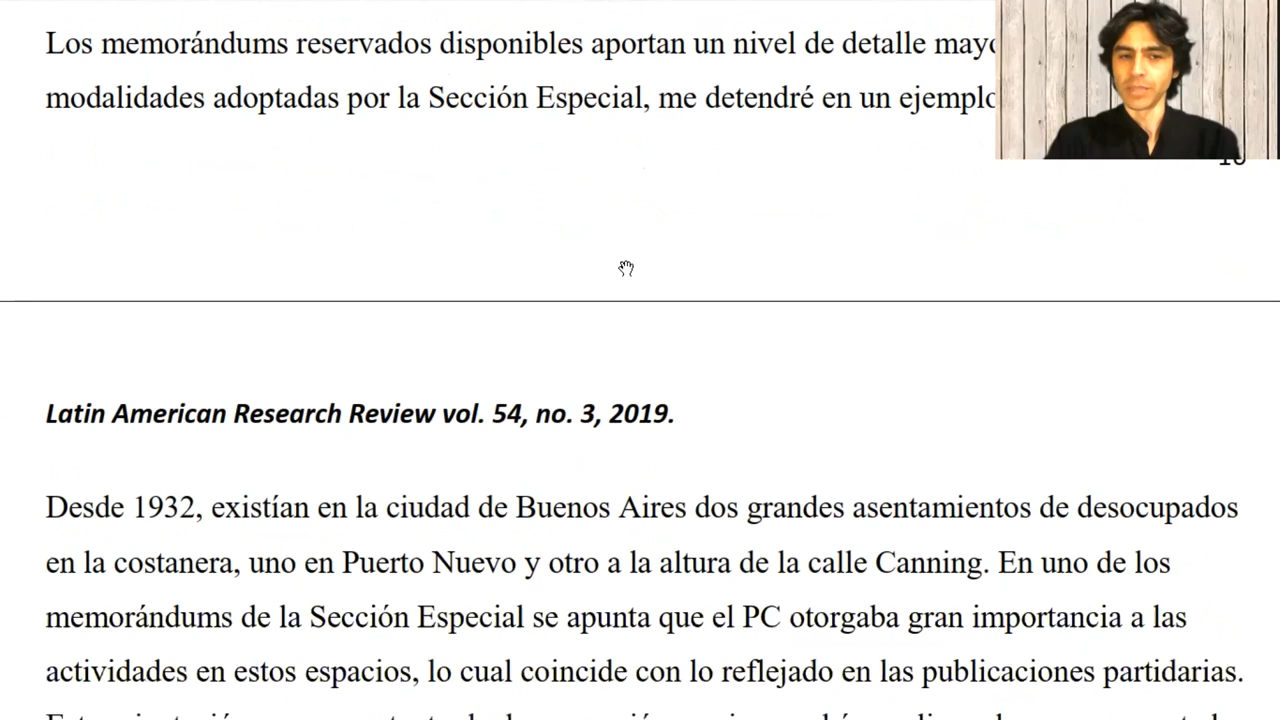 Los memorándums reservados disponibles aportan un nivel de detalle
modalidades adoptadas por la Sección Especial, me detendré en un ejemplo
Latin American Research Review vol. 54, no. 3, 2019.
Desde 1932, existían en la ciudad de Buenos Aires dos grandes asentamientos de desocupados
en la costanera, uno en Puerto Nuevo y otro a la altura de la calle Canning. En uno de los
memorándums de la Sección Especial se apunta que el PC otorgaba gran importancia a las
actividades en estos espacios, lo cual coincide con lo reflejado en las publicaciones partidarias.